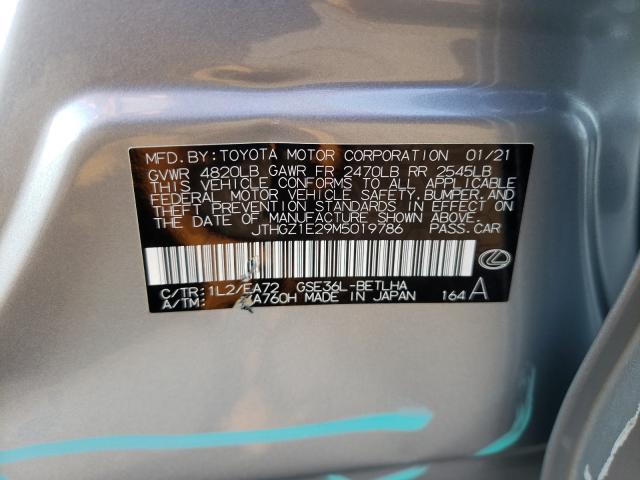 MFD. BY: TOYOTA MOTOR CORPORATION 01/21
GVWR 4820LB GAWR FR 2470LB RR 2545LB
THIS VEHICLE CONFORMS TO ALL APPLICABLE
FEDERAL MOTOR VEHICLE SAFETY, BUMPER, AND
THEFT PREVENTION STANDARDS IN EFFECT ON
THE DATE OF MANUFACTURE SHOWN ABOVE.
JTHGZ1E29M5019786 PASS. CAR
C/TR: 1L2/EA72 GSE36L-BETLHA
A/TM: A760H MADE IN JAPAN 164 A